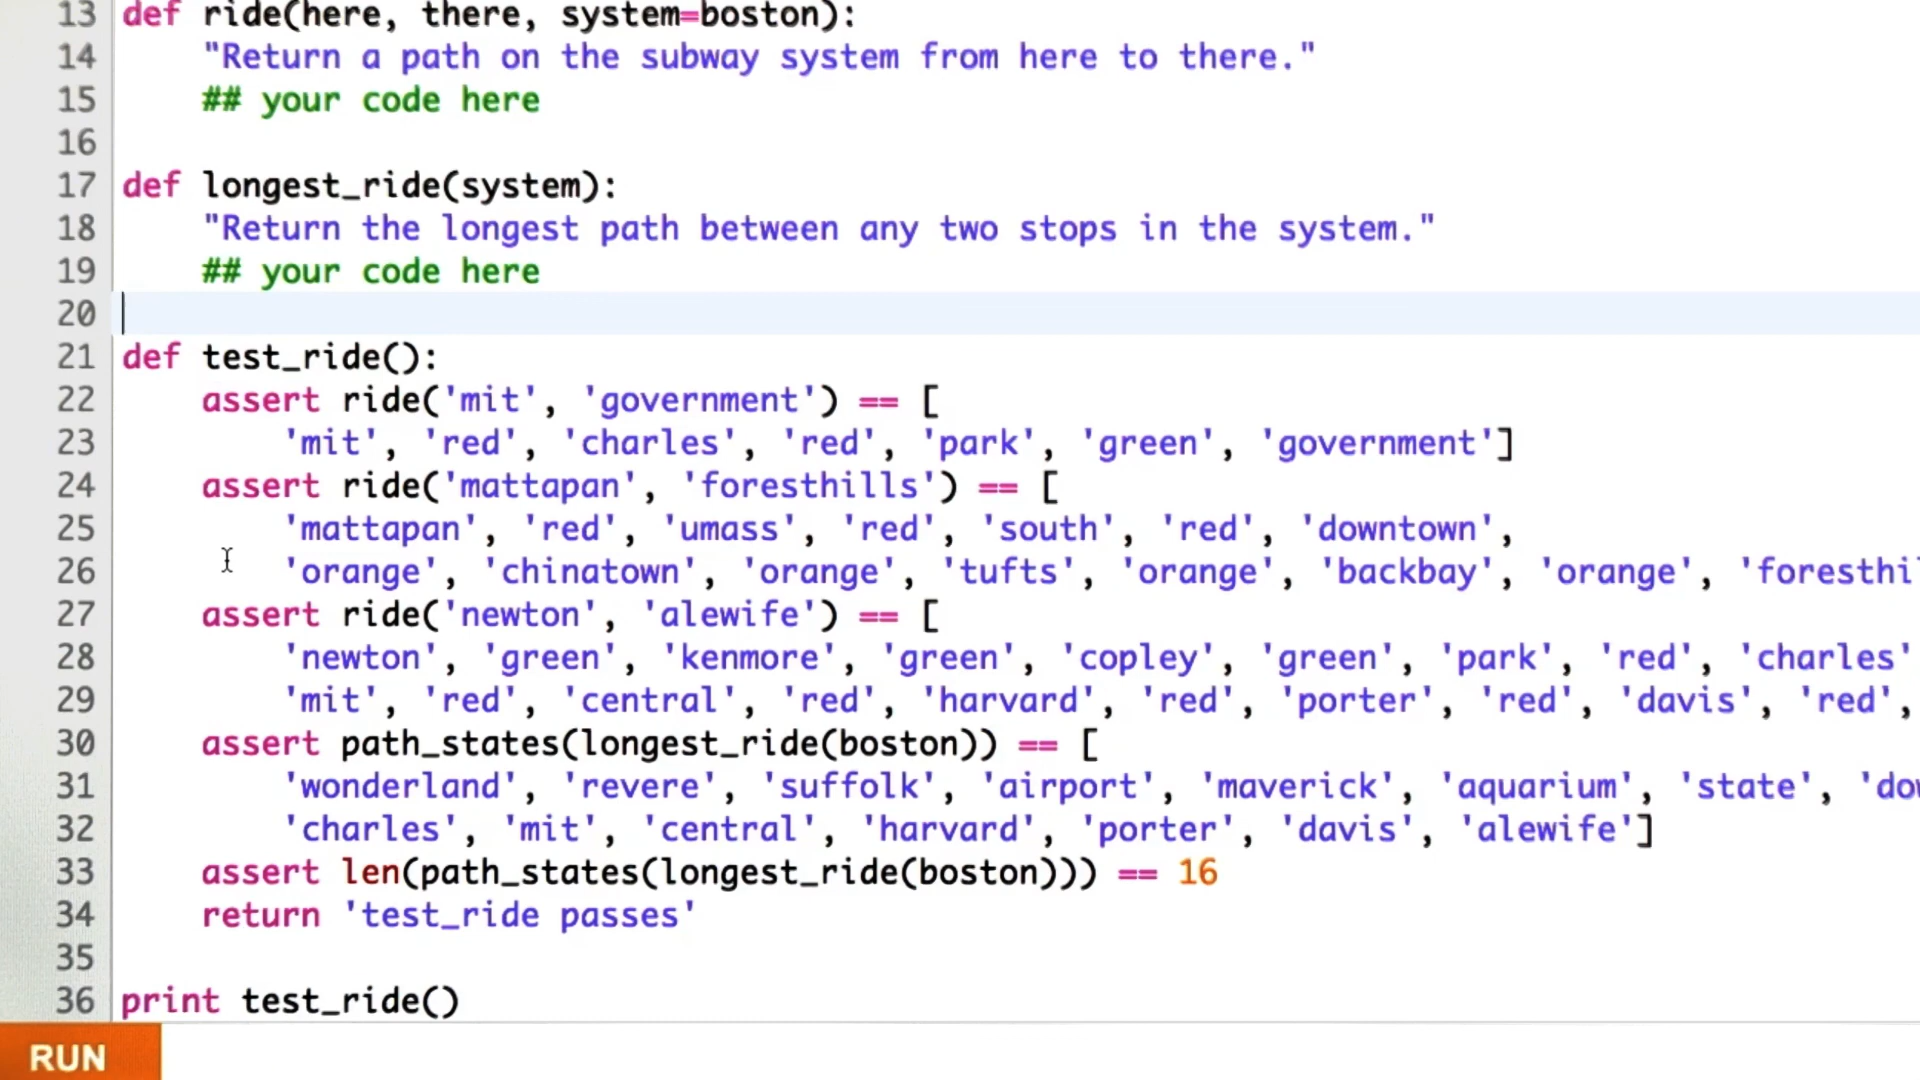 13 def ride(here, there, system=boston):
14 "Return a path on the subway system from here to there."
15 ## your code here
16
17 def longest_ride(system):
18 "Return the longest path between any two stops in the system."
19 ## your code here
20
21 def test_ride():
22 assert ride('mit', 'government') == [
23 'mit', 'red', 'charles', 'red', 'park', 'green', 'government']
24 assert ride('mattapan', 'foresthills') == [
25 'mattapan', 'red', 'umass', 'red', 'south', 'red', 'downtown',
26 'orange', 'chinatown', 'orange', 'tufts', 'orange', 'backbay', 'orange', 'foresthi
27 assert ride('newton', 'alewife') == [
28 'newton', 'green', 'kenmore', 'green', 'copley', 'green', 'park', 'red', 'charles'
29 'mit', 'red', 'central', 'red', 'harvard', 'red', 'porter', 'red', 'davis', 'red',
30 assert path_states(longest_ride(boston)) == [
31 'wonderland', 'revere', 'suffolk', 'airport', 'maverick', 'aquarium', 'state', 'do
32 'charles', 'mit', 'central', 'harvard', 'porter', 'davis', 'alewife']
33 assert len(path_states(longest_ride(boston))) == 16
34 return 'test_ride passes'
35
36 print test_ride()
RUN